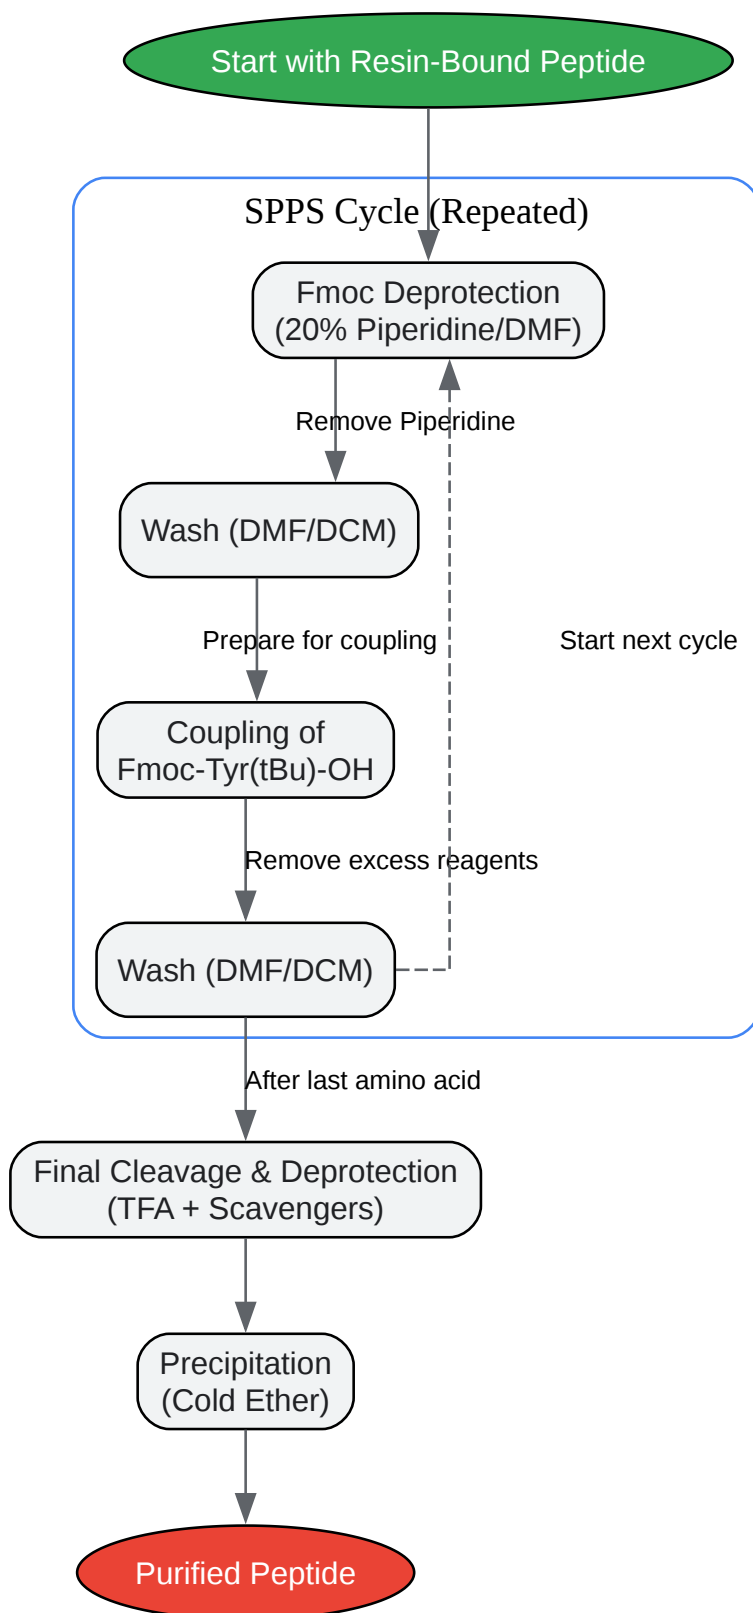 Start with Resin-Bound Peptide
SPPS Cycle (Repeated)
Fmoc Deprotection
(20% Piperidine/DMF)
Remove Piperidine
Wash (DMF/DCM)
Prepare for coupling
Start next cycle
Coupling of
Fmoc-Tyr(tBu)-OH
Remove excess reagents
Wash (DMF/DCM)
After last amino acid
Final Cleavage & Deprotection
(TFA + Scavengers)
Precipitation
(Cold Ether)
Purified Peptide